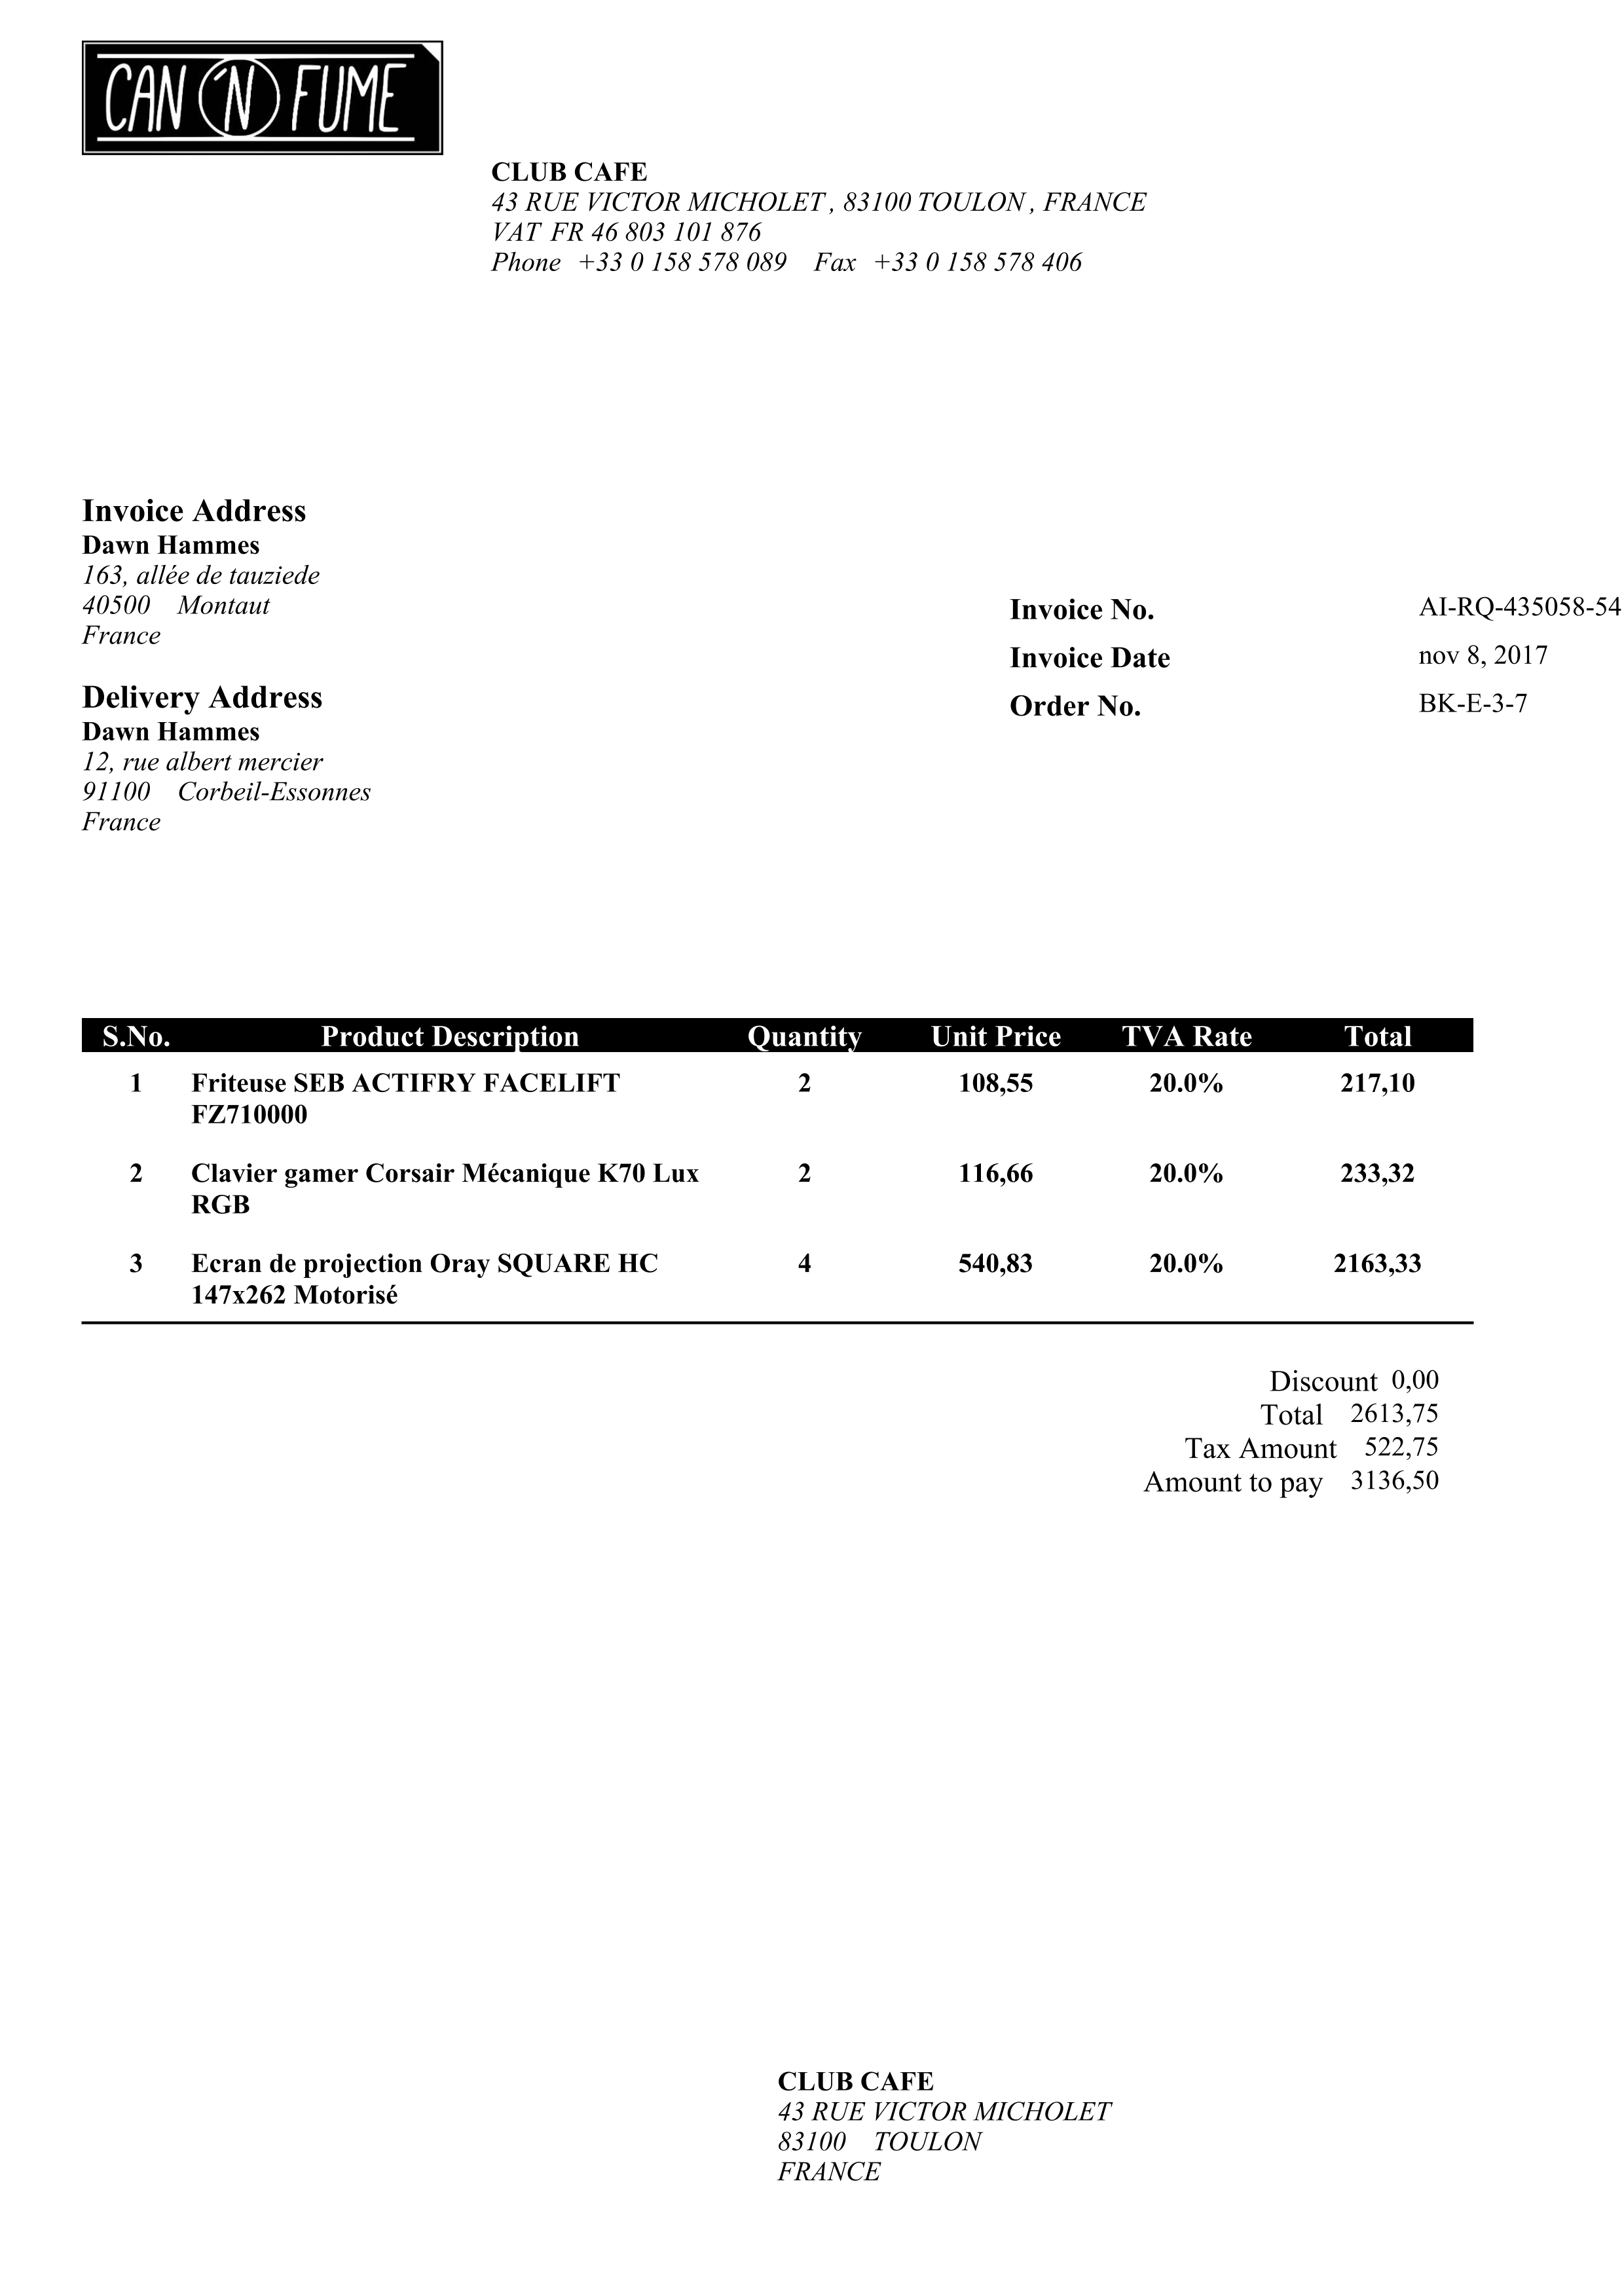 CAN 'N FUME
CLUB CAFE
43 RUE VICTOR MICHOLET , 83100 TOULON , FRANCE
VAT FR 46 803 101 876
Phone +33 0 158 578 089 Fax +33 0 158 578 406
Invoice Address
Dawn Hammes
163, allée de tauziede
40500 Montaut
France
Delivery Address
Dawn Hammes
12, rue albert mercier
91100 Corbeil-Essonnes
France
Invoice No. AI-RQ-435058-54
Invoice Date nov 8, 2017
Order No. BK-E-3-7
S.No. Product Description Quantity Unit Price TVA Rate Total
1 Friteuse SEB ACTIFRY FACELIFT 2 108,55 20.0% 217,10
FZ710000
2 Clavier gamer Corsair Mécanique K70 Lux 2 116,66 20.0% 233,32
RGB
3 Ecran de projection Oray SQUARE HC 4 540,83 20.0% 2163,33
147x262 Motorisé
Discount 0,00
Total 2613,75
Tax Amount 522,75
Amount to pay 3136,50
CLUB CAFE
43 RUE VICTOR MICHOLET
83100 TOULON
FRANCE